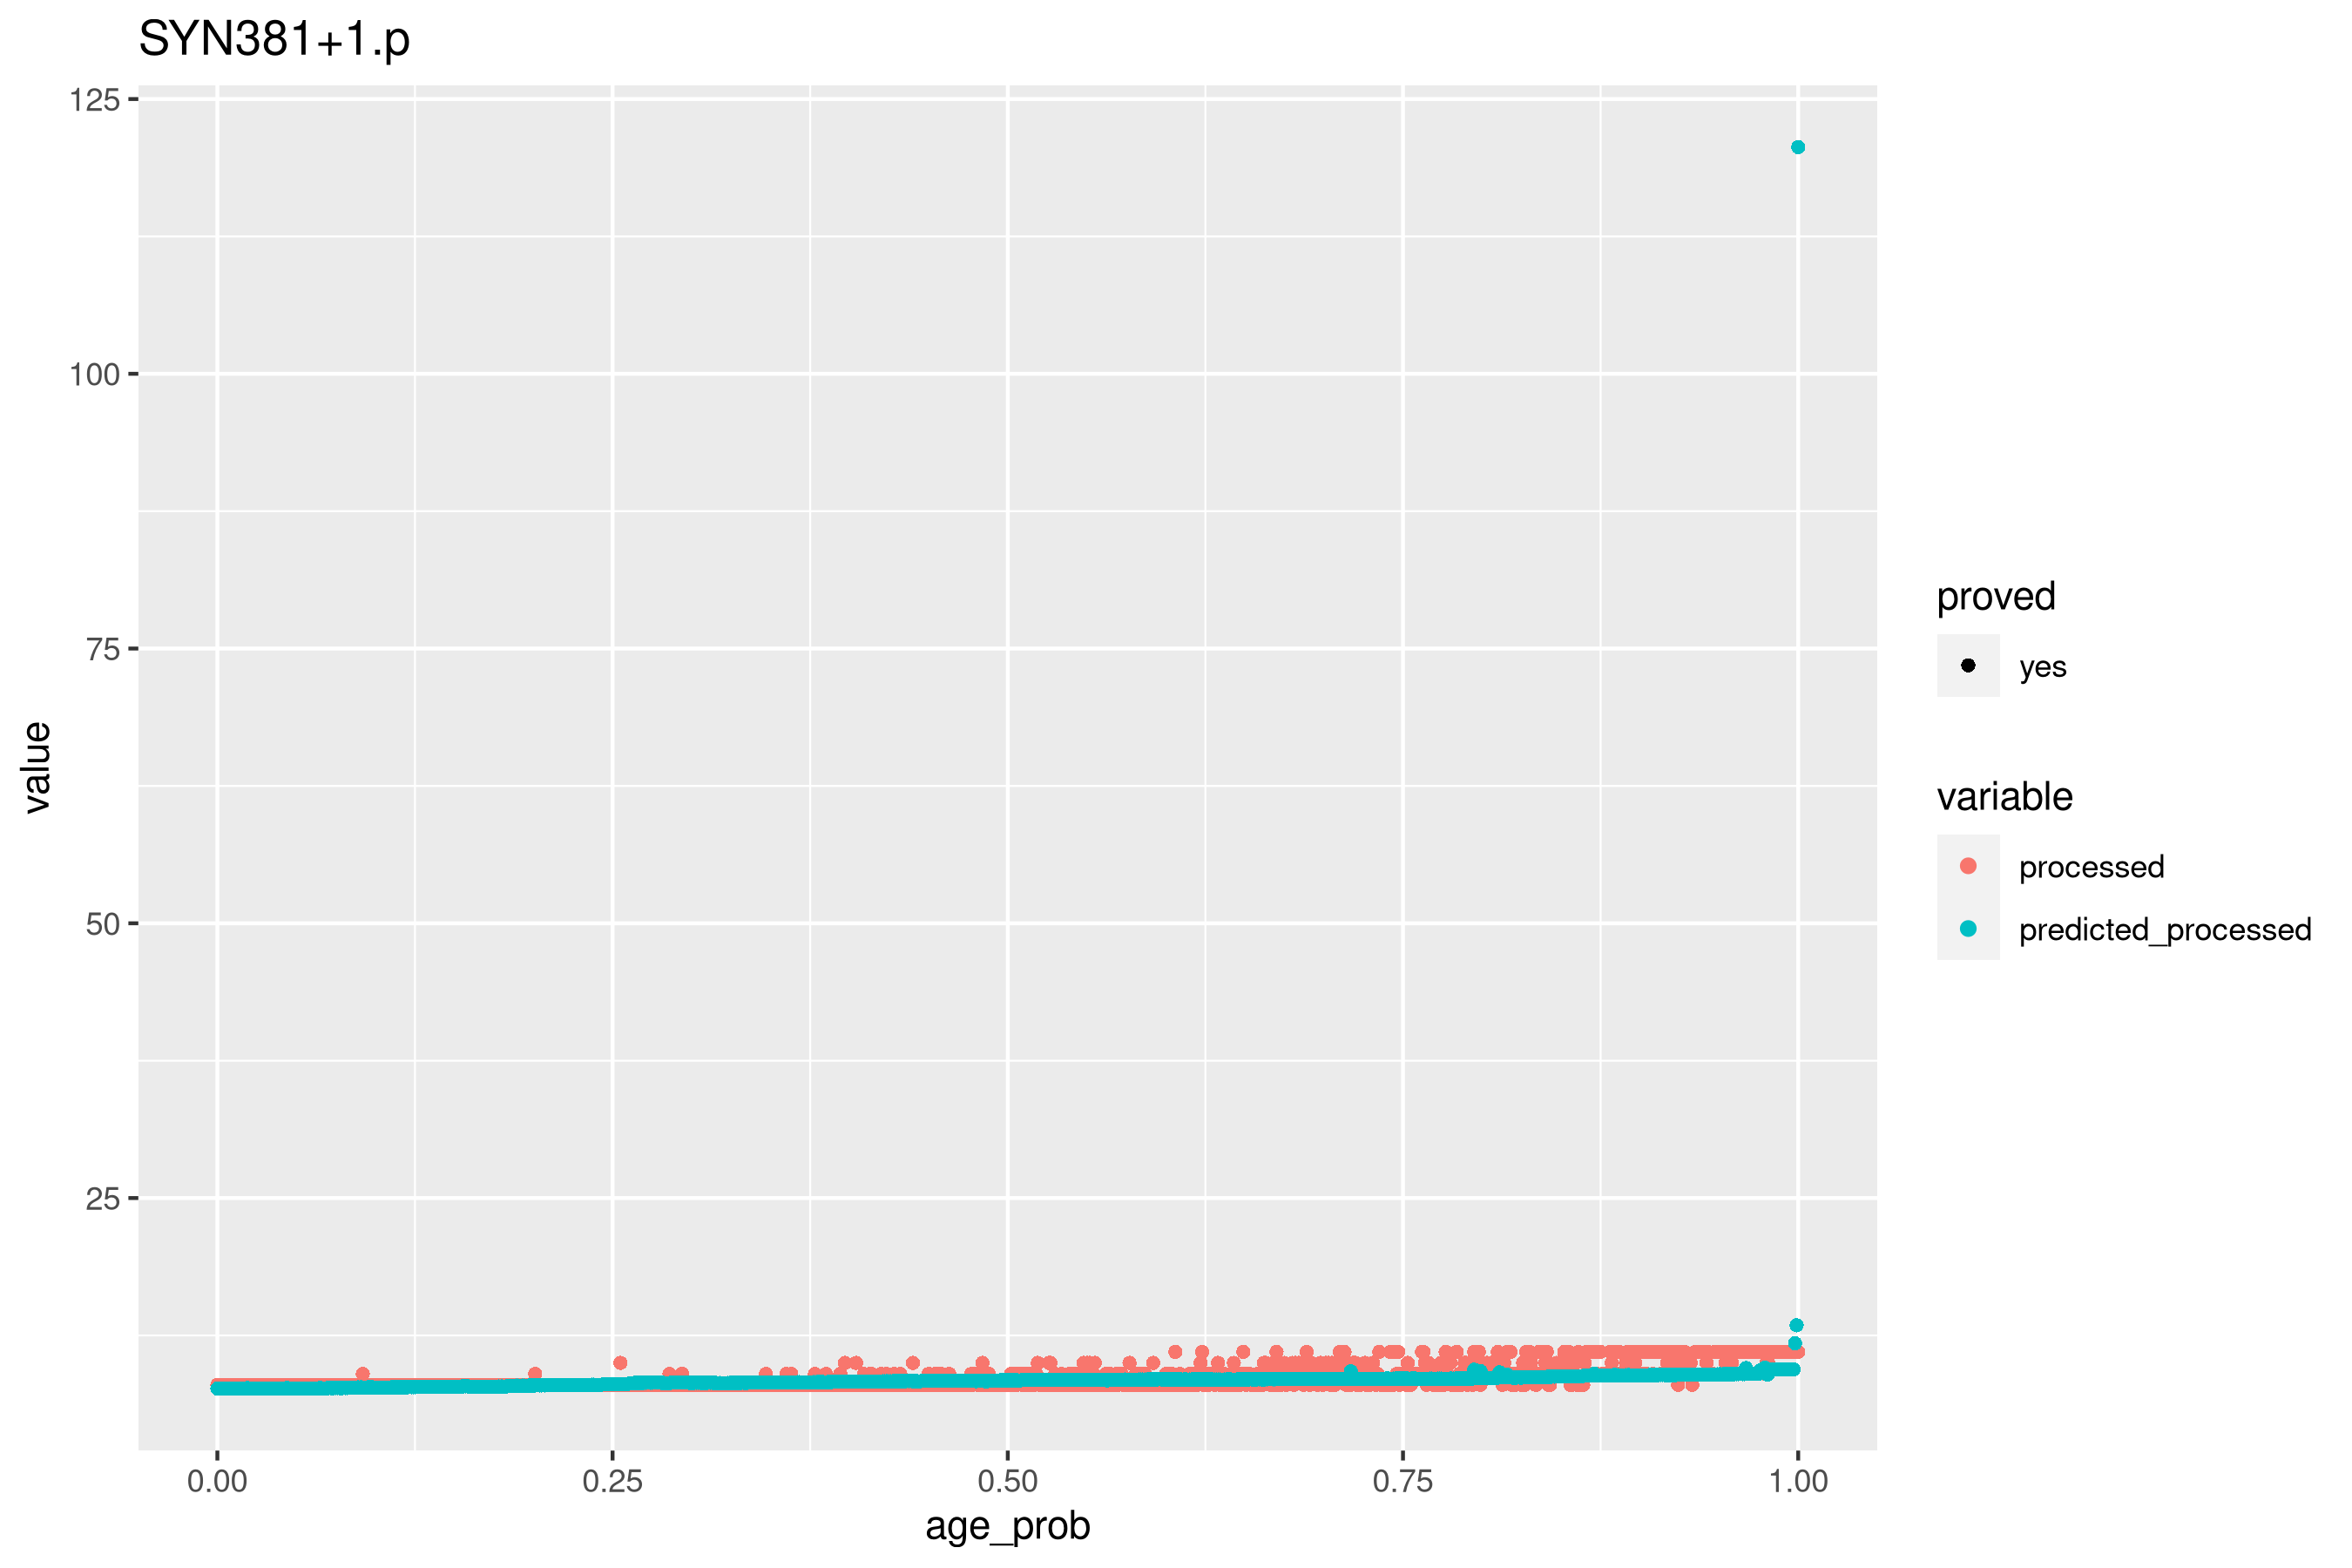 SYN381+1.p
125
100
75
50
25
value
0.00 0.25 0.50 0.75 1.00
age_prob
proved
yes
variable
processed
predicted_processed